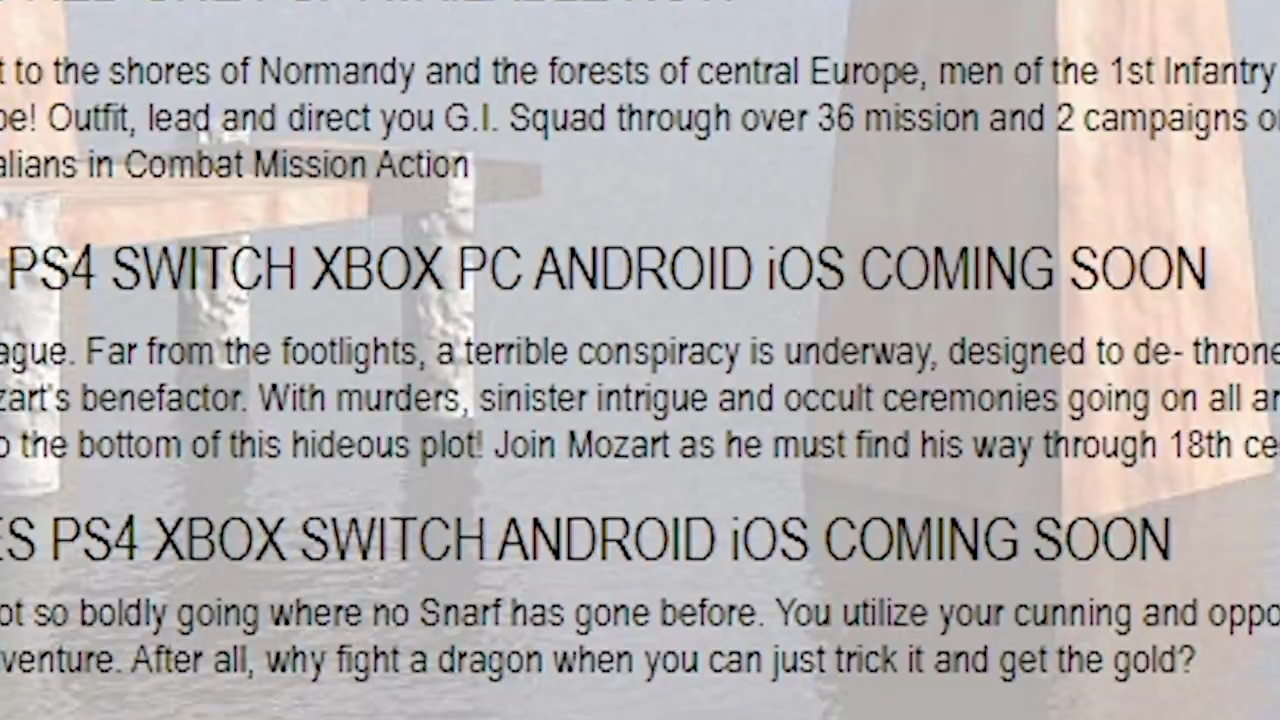 t to the shores of Normandy and the forests of central Europe, men of the 1st Infantry
be! Outfit, lead and direct you G.I. Squad through over 36 mission and 2 campaigns
alians in Combat Mission Action
PS4 SWITCH XBOX PC ANDROID iOS COMING SOON
ague. Far from the footlights, a terrible conspiracy is underway, designed to de- throne
zart's benefactor. With murders, sinister intrigue and occult ceremonies going on all
o the bottom of this hideous plot! Join Mozart as he must find his way through 18th ce
ES PS4 XBOX SWITCH ANDROID iOS COMING SOON
ot so boldly going where no Snarf has gone before. You utilize your cunning and oppo
venture. After all, why fight a dragon when you can just trick it and get the gold?